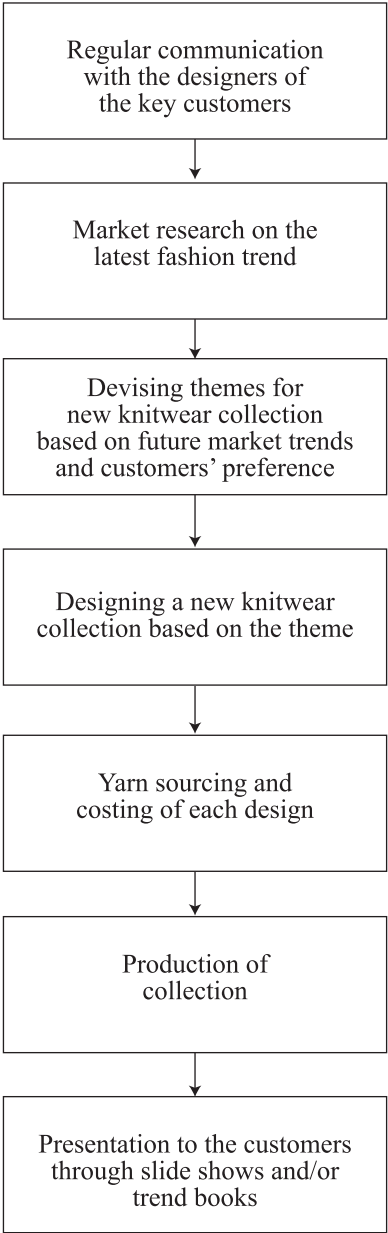 Regular communication
with the designers of
the key customers
Market research on the
latest fashion trend
Devising themes for
new knitwear collection
based on future market trends
and customers’ preference
Designing a new knitwear
collection based on the theme
Yarn sourcing and
costing of each design
Production of
collection
Presentation to the customers
through slide shows and/or
trend books